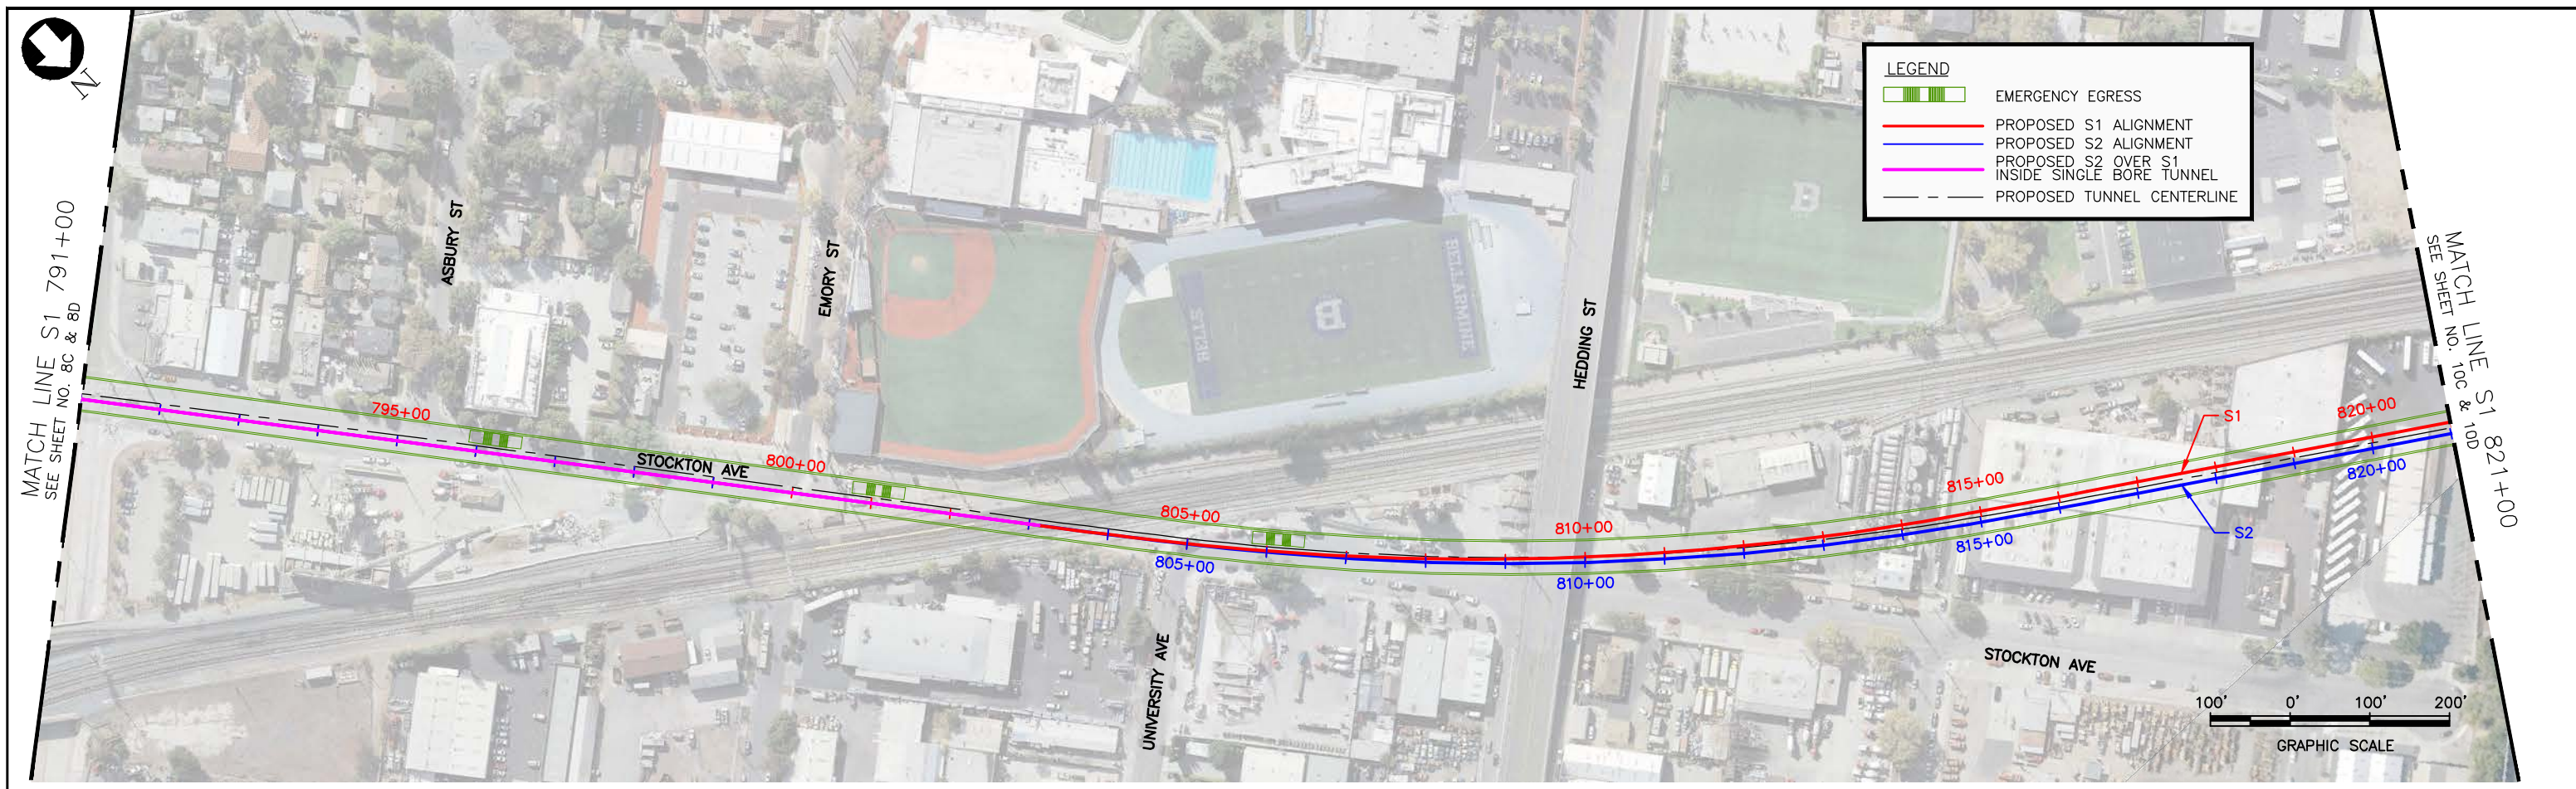 N
MATCH LINE S1 791+00
SEE SHEET NO. 8C & 8D
ASBURY ST
EMORY ST
HEDDING ST
UNIVERSITY AVE
STOCKTON AVE
STOCKTON AVE
BELLARMINE
B
B
795+00
800+00
805+00
805+00
810+00
810+00
815+00
815+00
820+00
820+00
S1
S2
LEGEND
EMERGENCY EGRESS
PROPOSED S1 ALIGNMENT
PROPOSED S2 ALIGNMENT
PROPOSED S2 OVER S1
INSIDE SINGLE BORE TUNNEL
PROPOSED TUNNEL CENTERLINE
MATCH LINE S1 821+00
SEE SHEET NO. 10C & 10D
100' 0' 100' 200'
GRAPHIC SCALE